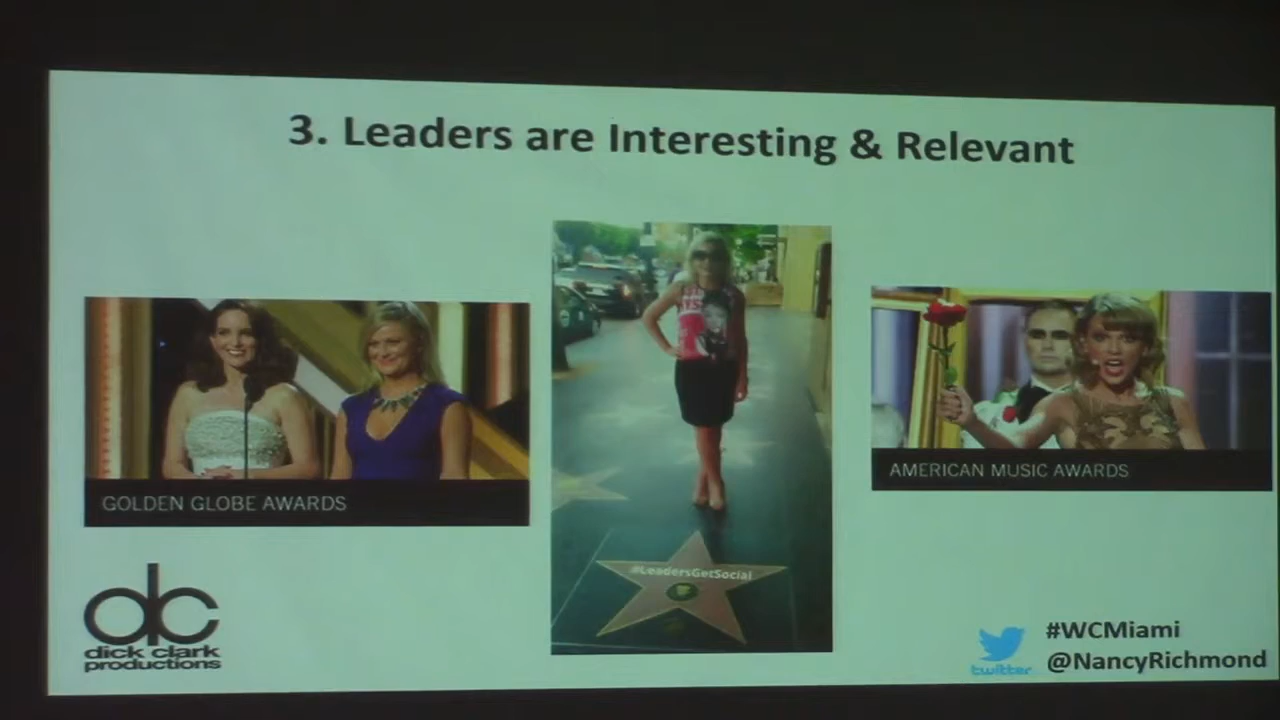 3. Leaders are Interesting & Relevant
GOLDEN GLOBE AWARDS
#LeadersGetSocial
AMERICAN MUSIC AWARDS
dc
dick clark
productions
twitter
#WCMiami
@NancyRichmond